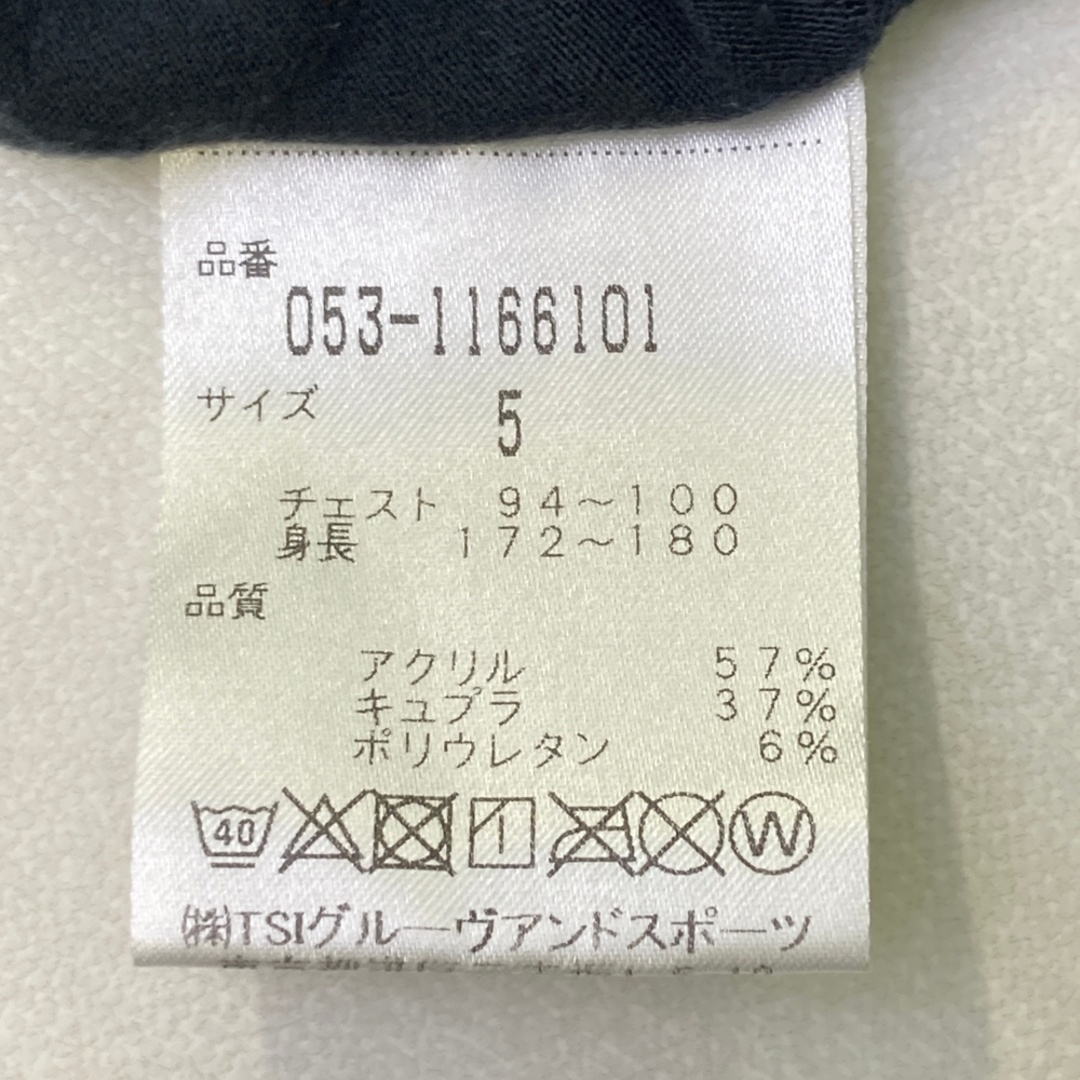 品番
053-1166101
サイズ 5
チェスト 94～100
身長 172～180
品質
アクリル 57%
キュプラ 37%
ポリウレタン 6%
40 W
(株)TSIグルーヴアンドスポーツ